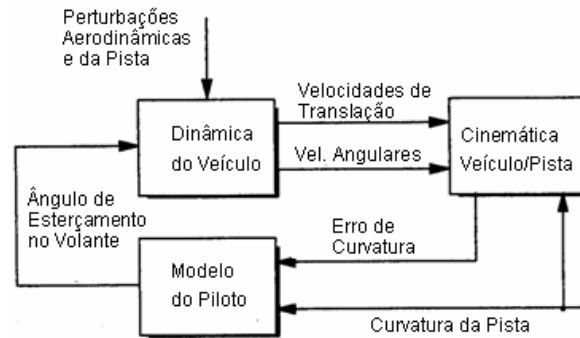 Perturbações
Aerodinâmicas
e da Pista
Velocidades de
Translação
Dinâmica
do Veículo
Cinemática
Veículo/Pista
Vel. Angulares
Ângulo de
Esterçamento
no Volante
Erro de
Curvatura
Modelo
do Piloto
Curvatura da Pista